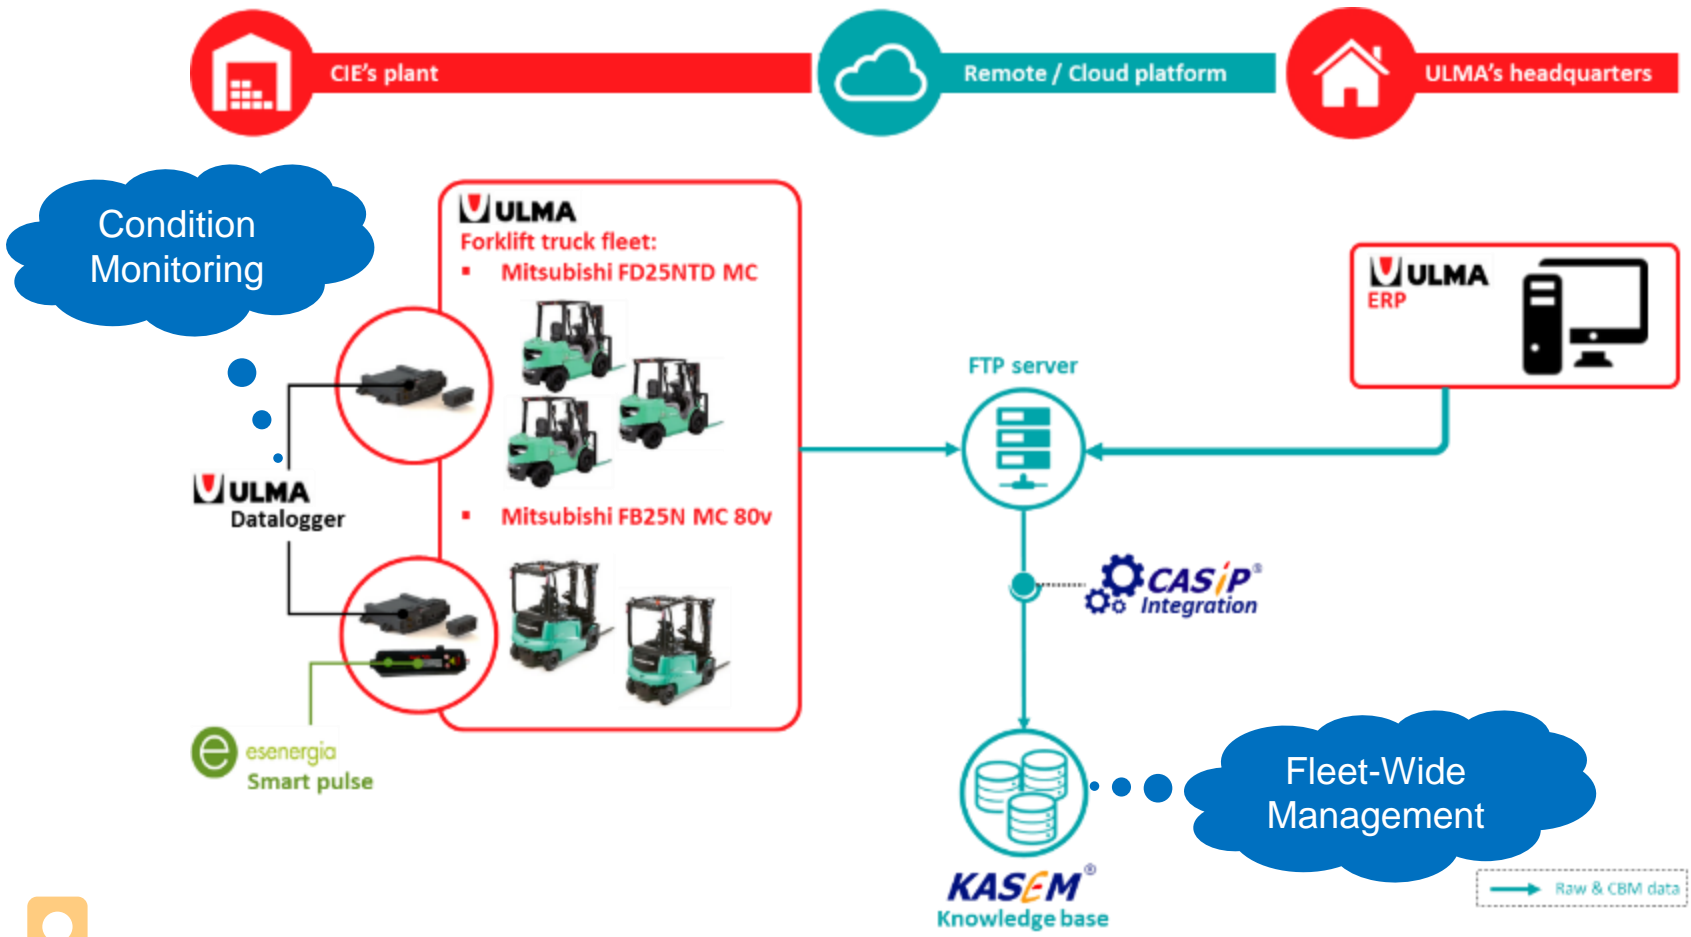 CIE's plant
Remote / Cloud platform
ULMA's headquarters
Condition
Monitoring
ULMA
Forklift truck fleet:
▪ Mitsubishi FD25NTD MC
ULMA
ERP
FTP server
ULMA
Datalogger
▪ Mitsubishi FB25N MC 80v
CASiP®
Integration
esenergia
Smart pulse
Fleet-Wide
Management
KASEM®
Knowledge base
Raw & CBM data